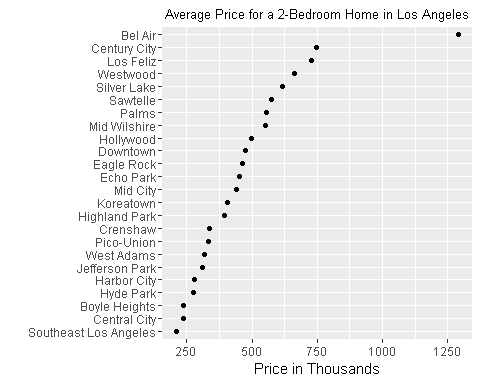 Average Price for a 2-Bedroom Home in Los Angeles
Bel Air
Century City
Los Feliz
Westwood
Silver Lake
Sawtelle
Palms
Mid Wilshire
Hollywood
Downtown
Eagle Rock
Echo Park
Mid City
Koreatown
Highland Park
Crenshaw
Pico-Union
West Adams
Jefferson Park
Harbor City
Hyde Park
Boyle Heights
Central City
Southeast Los Angeles
250 500 750 1000 1250
Price in Thousands